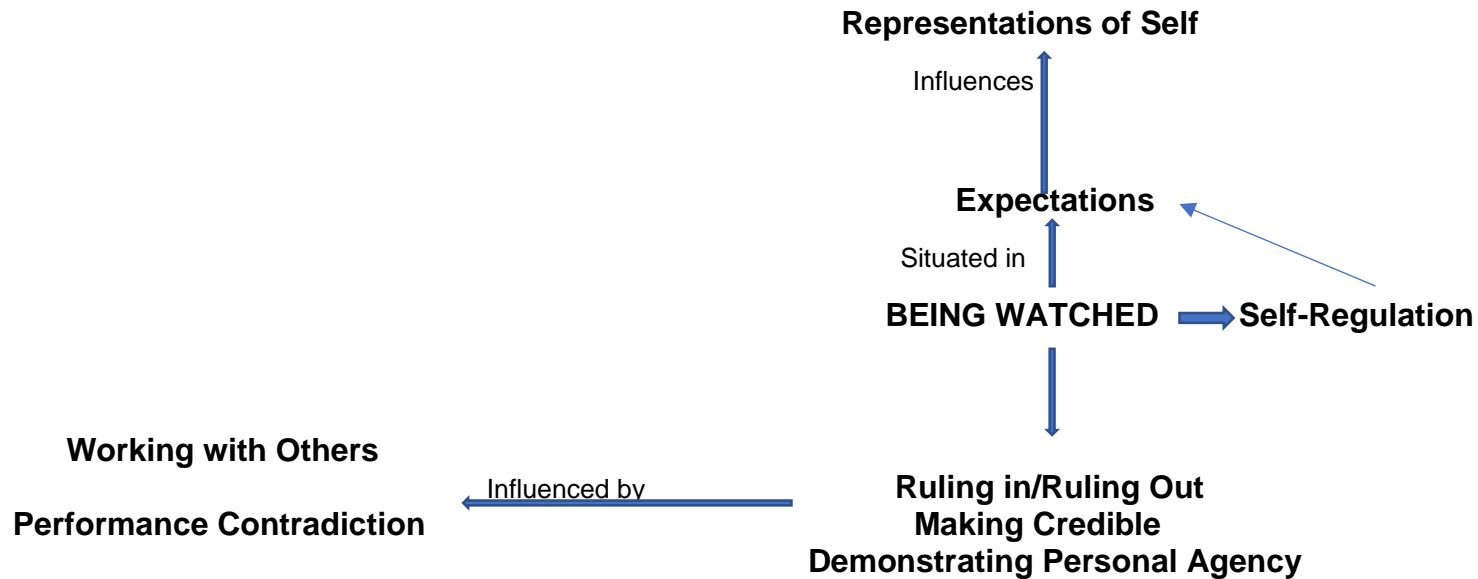 Representations of Self
Influences
Expectations
Situated in
BEING WATCHED
Self-Regulation
Working with Others
Performance Contradiction
Influenced by
Ruling in/Ruling Out
Making Credible
Demonstrating Personal Agency